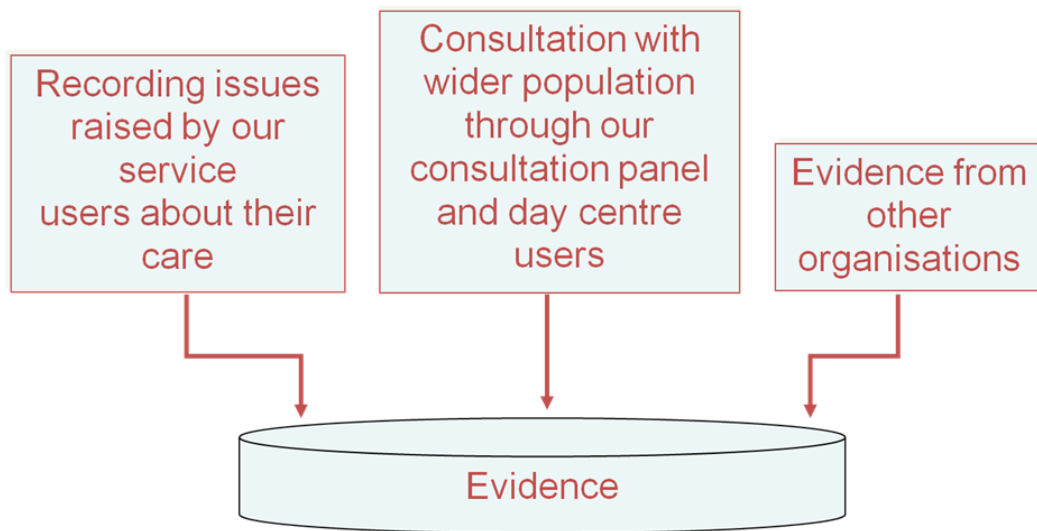 Recording issues
raised by our
service
users about their
care
Consultation with
wider population
through our
consultation panel
and day centre
users
Evidence from
other
organisations
Evidence